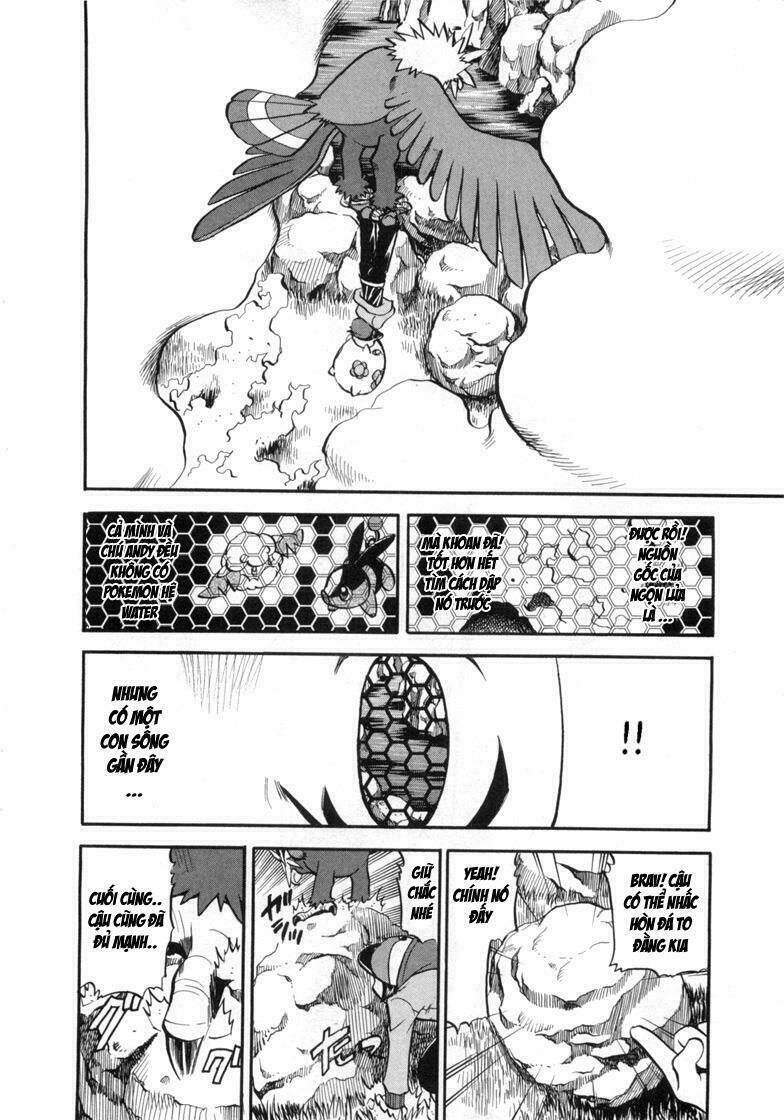 ĐƯỢC RỒI!
NGUỒN
GỐC CỦA
NGỌN LỬA
LÀ ...
MÀ KHOAN ĐÃ!
TỐT HƠN HẾT
TÌM CÁCH DẬP
NÓ TRƯỚC
CẢ MÌNH VÀ
CHÚ ANDY ĐỀU
KHÔNG CÓ
POKEMON HỆ
WATER
!!
NHƯNG
CÓ MỘT
CON SÔNG
GẦN ĐÂY
...
BRAV! CẬU
CÓ THỂ NHẤC
HÒN ĐÁ TO
ĐẰNG KIA
YEAH!
CHÍNH NÓ
ĐẤY
GIỮ
CHẮC
NHÉ
ガッ
CUỐI CÙNG..
CẬU CŨNG ĐÃ
ĐỦ MẠNH..